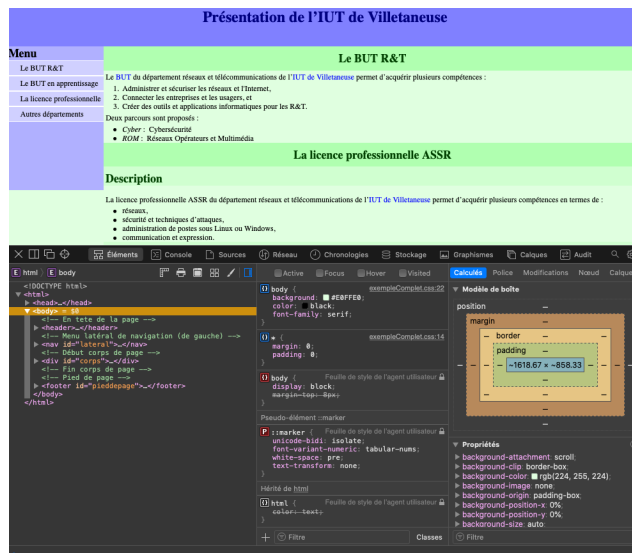 Présentation de l'IUT de Villetaneuse
Menu
Le BUT R&T
Le BUT en apprentissage
La licence professionnelle
Autres départements
Le BUT R&T
Le BUT du département réseaux et télécommunications de l'IUT de Villetaneuse permet d'acquérir plusieurs compétences :
1. Administrer et sécuriser les réseaux et l'Internet,
2. Connecter les entreprises et les usagers, et
3. Créer des outils et applications informatiques pour les R&T.
Deux parcours sont proposés :
• Cyber : Cybersécurité
• ROM : Réseaux Opérateurs et Multimédia
La licence professionnelle ASSR
Description
La licence professionnelle ASSR du département réseaux et télécommunications de l'IUT de Villetaneuse permet d'acquérir plusieurs compétences en termes de :
• réseaux,
• sécurité et techniques d'attaques,
• administration de postes sous Linux ou Windows,
• communication et expression.
Éléments Console Sources Réseau Chronologies Stockage Graphismes Calques Audit
E html E body
<!DOCTYPE html>
<html>
<head>…</head>
<body> = $0
<!-- En tete de la page -->
<header>…</header>
<!-- Menu latéral de navigation (de gauche) -->
<nav id="lateral">…</nav>
<!-- Début corps de page -->
<div id="corps">…</div>
<!-- Fin corps de page -->
<!-- Pied de page -->
<footer id="pieddepage">…</footer>
</body>
</html>
Active Focus Hover Visited
body { exempleComplet.css:22
background: #E0FFE0;
color: black;
font-family: serif;
}
* { exempleComplet.css:14
margin: 0;
padding: 0;
}
body { Feuille de style de l'agent utilisateur
display: block;
margin-top: 8px;
}
Pseudo-élément ::marker
P ::marker { Feuille de style de l'agent utilisateur
unicode-bidi: isolate;
font-variant-numeric: tabular-nums;
white-space: pre;
text-transform: none;
}
Hérité de html
html { Feuille de style de l'agent utilisateur
color: text;
}
+ Filtre Classes
Calculés Police Modifications Nœud Calque
Modèle de boîte
position –
margin –
– border –
padding –
– – – – ~1618.67 × ~858.33 – – – –
–
–
–
–
Propriétés
background-attachment: scroll;
background-clip: border-box;
background-color: rgb(224, 255, 224);
background-image: none;
background-origin: padding-box;
background-position-x: 0%;
background-position-y: 0%;
background-size: auto;
Filtre